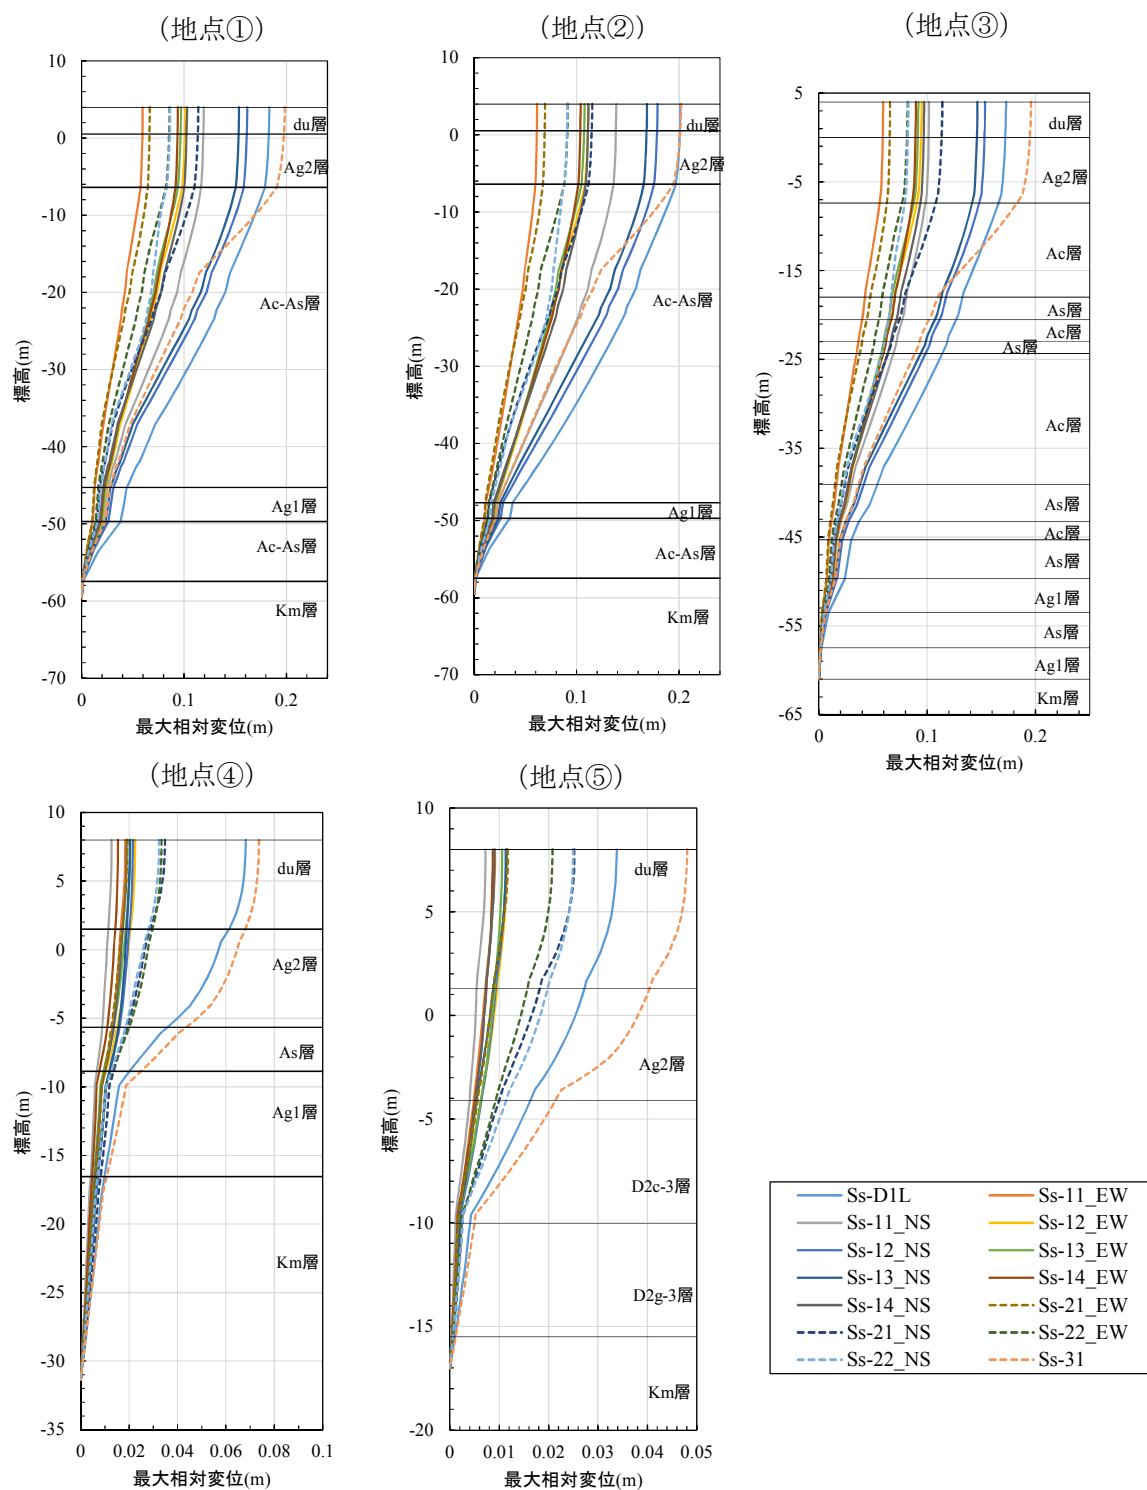 (地点①)
10
0
-10
-20
-30
-40
-50
-60
-70
標高(m)
du層
Ag2層
Ac-As層
Ag1層
Ac-As層
Km層
0
0.1
0.2
最大相対変位(m)
(地点②)
10
0
-10
-20
-30
-40
-50
-60
-70
標高(m)
du層
Ag2層
Ac-As層
Ag1層
Ac-As層
Km層
0
0.1
0.2
最大相対変位(m)
(地点③)
5
-5
-15
-25
-35
-45
-55
-65
標高(m)
du層
Ag2層
Ac層
As層
Ac層
As層
Ac層
As層
Ac層
As層
Ag1層
As層
Ag1層
Km層
0
0.1
0.2
最大相対変位(m)
(地点④)
10
5
0
-5
-10
-15
-20
-25
-30
-35
標高(m)
du層
Ag2層
As層
Ag1層
Km層
0
0.02
0.04
0.06
0.08
0.1
最大相対変位(m)
(地点⑤)
10
5
0
-5
-10
-15
-20
標高(m)
du層
Ag2層
D2c-3層
D2g-3層
Km層
0
0.01
0.02
0.03
0.04
0.05
最大相対変位(m)
Ss-D1L
Ss-11_EW
Ss-11_NS
Ss-12_EW
Ss-12_NS
Ss-13_EW
Ss-13_NS
Ss-14_EW
Ss-14_NS
Ss-21_EW
Ss-21_NS
Ss-22_EW
Ss-22_NS
Ss-31